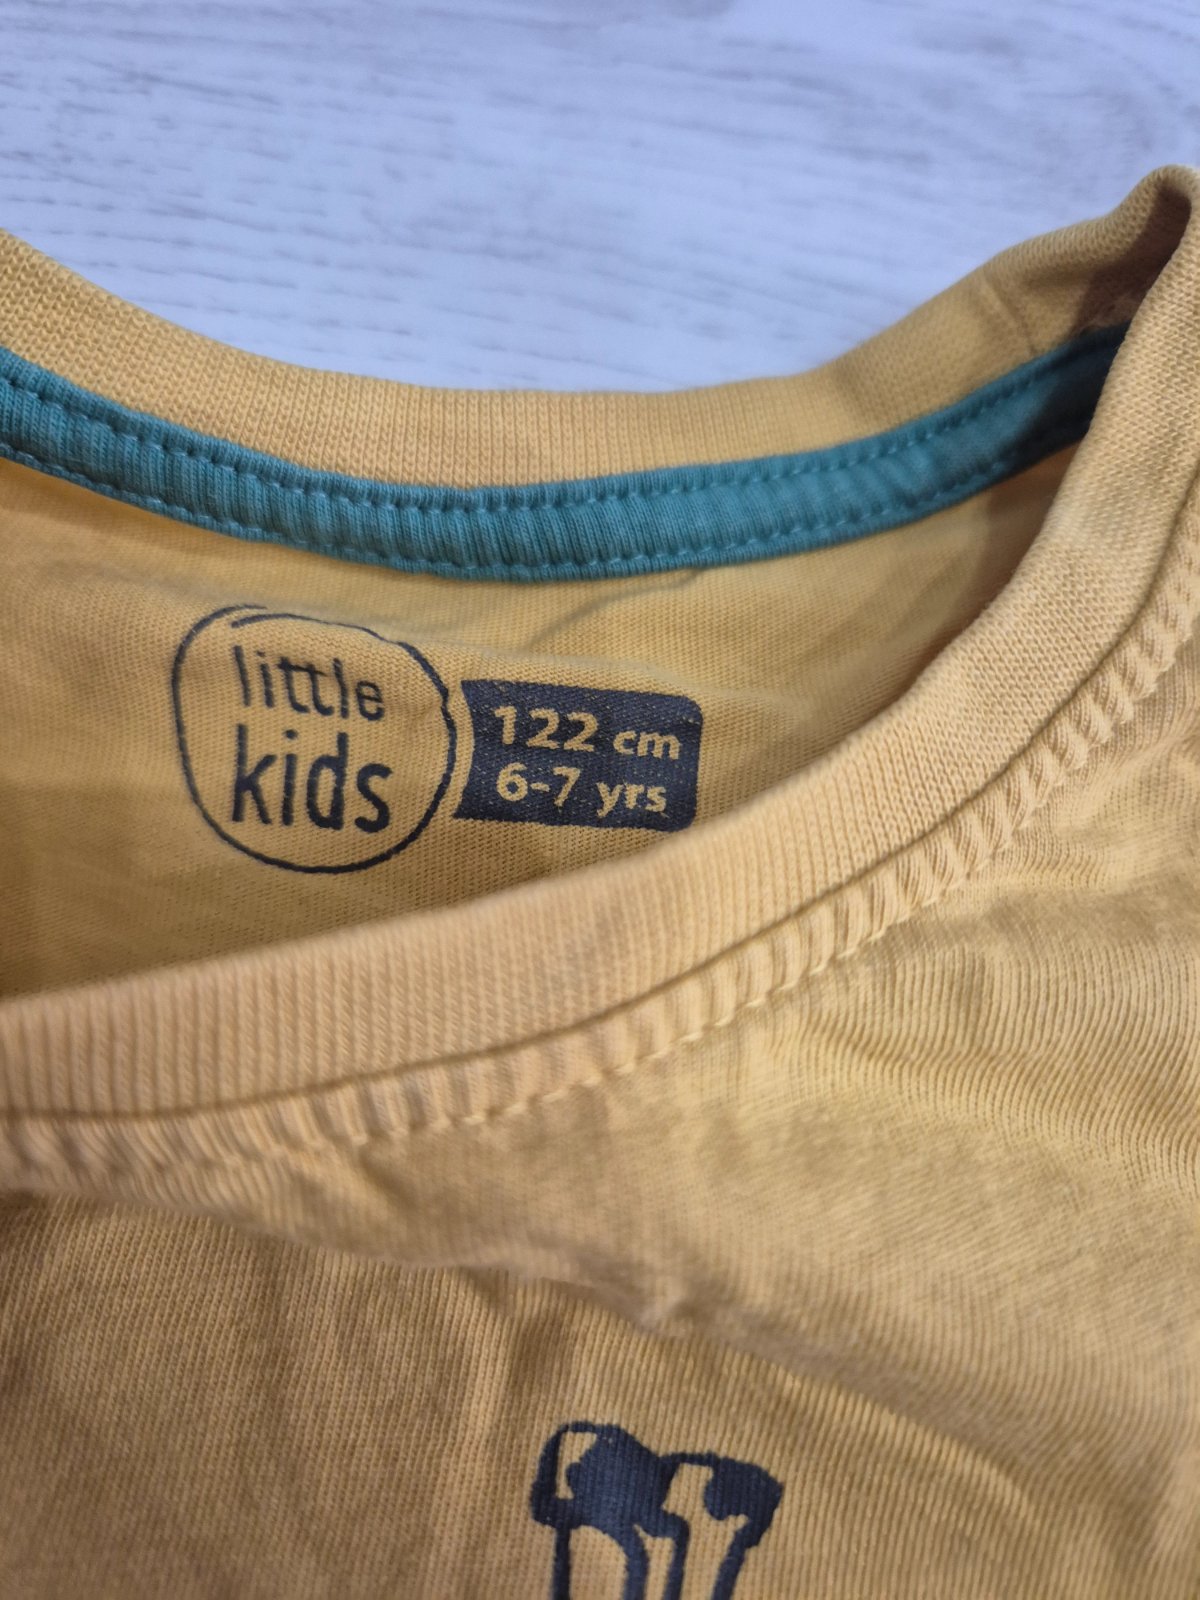 little
kids
122 cm
6-7 yrs